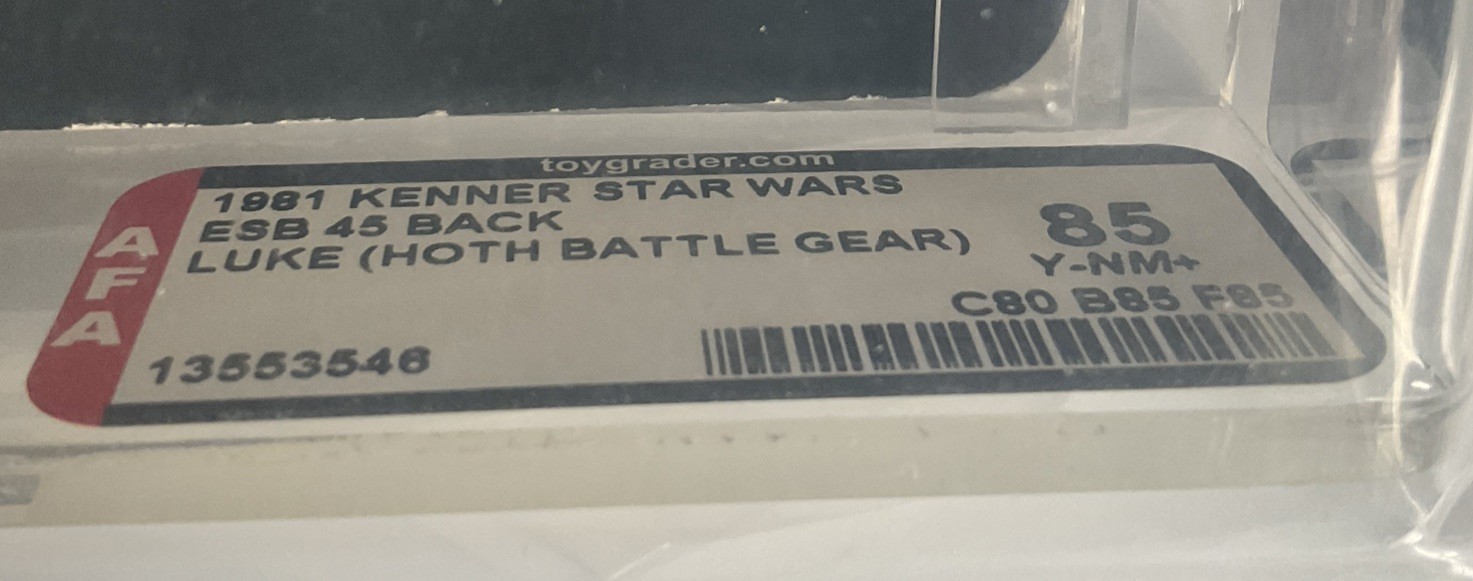 toygrader.com
AFA
1981 KENNER STAR WARS
ESB 45 BACK
LUKE (HOTH BATTLE GEAR)
85
Y-NM+
C80 B85 F85
13553546